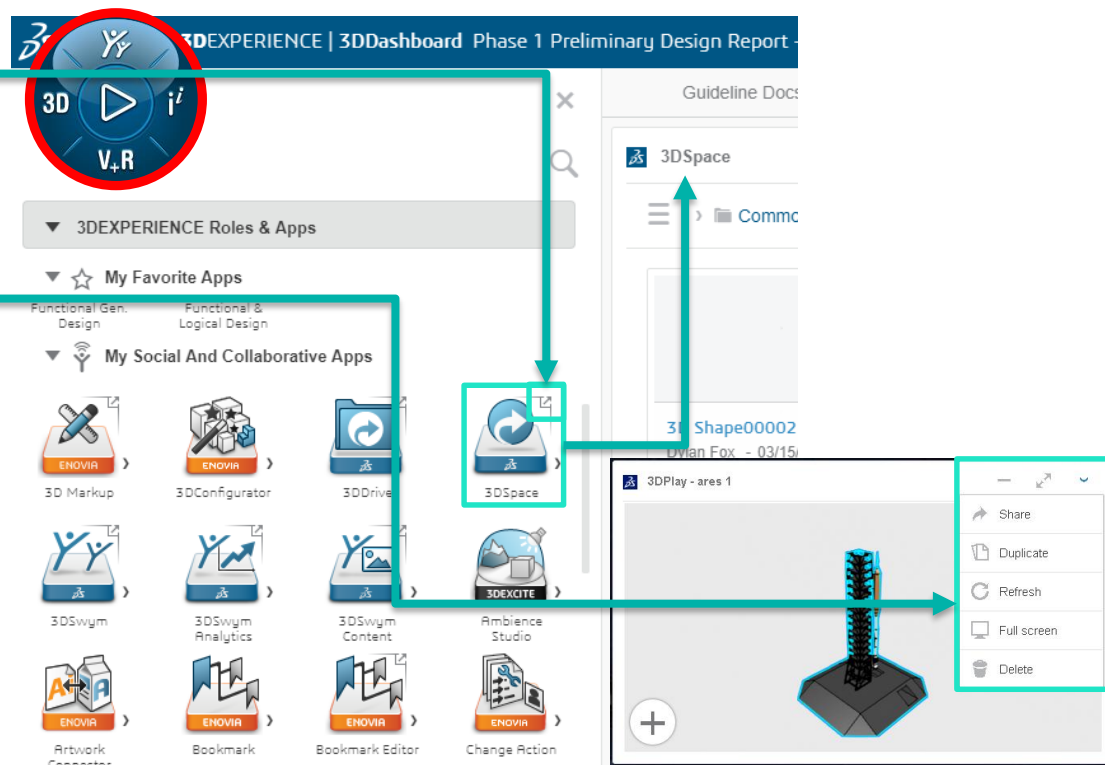 3DEXPERIENCE | 3DDashboard Phase 1 Preliminary Design Report -
3D
i i
V+R
Guideline Docs
3DSpace
Commo
3DEXPERIENCE Roles & Apps
My Favorite Apps
Functional Gen.
Design
Functional &
Logical Design
My Social And Collaborative Apps
3D Shape00002
Dylan Fox - 03/15/
ENOVIA
ENOVIA
3D Markup
3DConfigurator
3DDrive
3DSpace
3DEXCITE
3DSwym
3DSwym
Analytics
3DSwym
Content
Ambience
Studio
ENOVIA
ENOVIA
ENOVIA
ENOVIA
Artwork
Connector
Bookmark
Bookmark Editor
Change Action
3DPlay - ares 1
Share
Duplicate
Refresh
Full screen
Delete